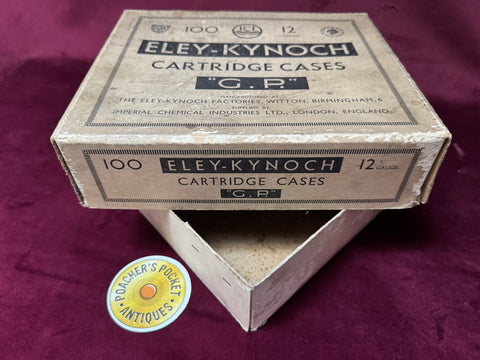 100 ICI 12
ELEY-KYNOCH
CARTRIDGE CASES
"G.P."
MANUFACTURED AT
THE ELEY-KYNOCH FACTORIES, WITTON, BIRMINGHAM, 6
SUPPLIED BY
IMPERIAL CHEMICAL INDUSTRIES LTD., LONDON, ENGLAND.
100 ELEY-KYNOCH 12 GAUGE
CARTRIDGE CASES
"G.P."
POACHER'S POCKET
ANTIQUES